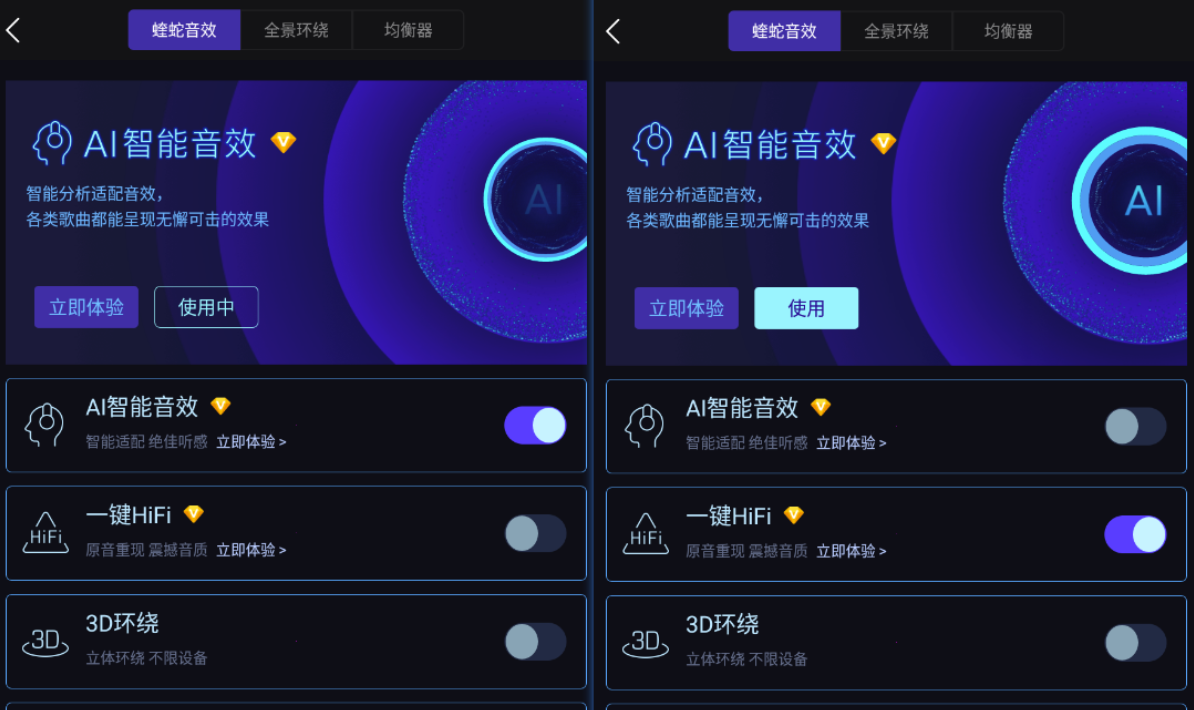 蝰蛇音效 全景环绕 均衡器
AI智能音效
智能分析适配音效，
各类歌曲都能呈现无懈可击的效果
AI
立即体验 使用中
AI智能音效
智能适配 绝佳听感 立即体验 >
一键HiFi
HiFi
原音重现 震撼音质 立即体验 >
3D环绕
3D
立体环绕 不限设备
蝰蛇音效 全景环绕 均衡器
AI智能音效
智能分析适配音效，
各类歌曲都能呈现无懈可击的效果
AI
立即体验 使用
AI智能音效
智能适配 绝佳听感 立即体验 >
一键HiFi
HiFi
原音重现 震撼音质 立即体验 >
3D环绕
3D
立体环绕 不限设备